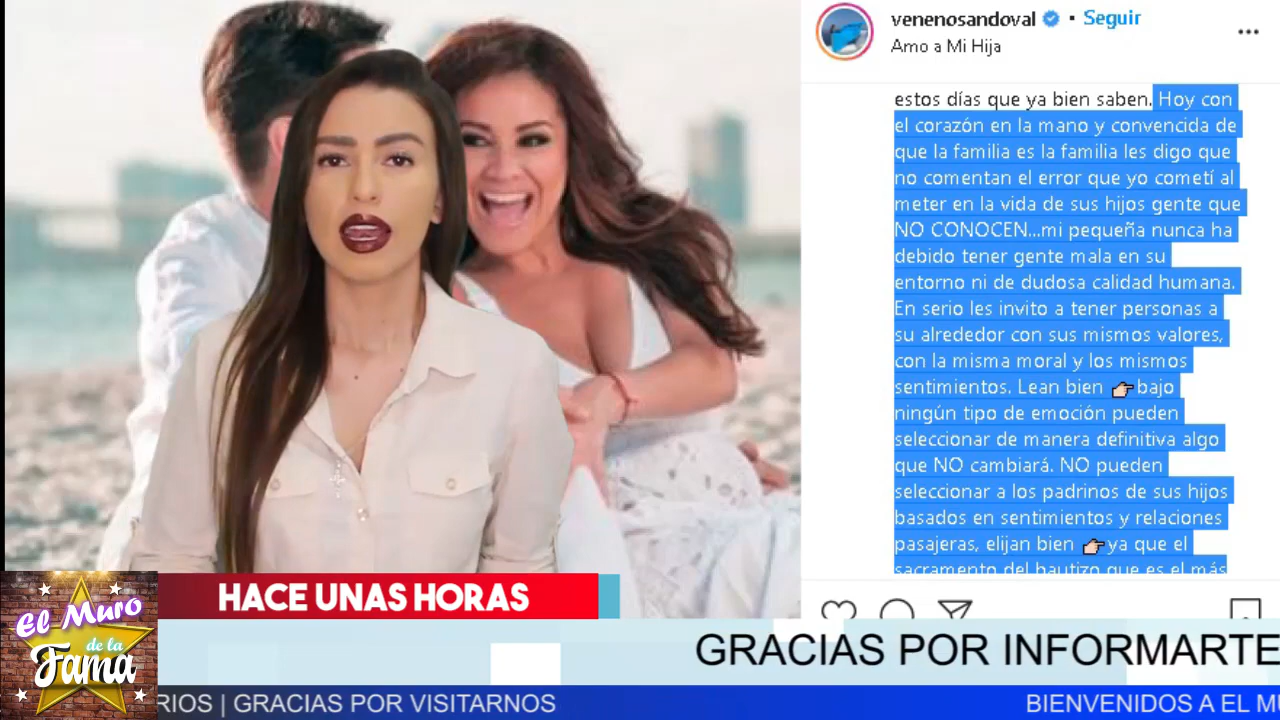 venenosandoval • Seguir
Amo a Mi Hija
estos días que ya bien saben. Hoy con
el corazón en la mano y convencida de
que la familia es la familia les digo que
no comentan el error que yo cometí al
meter en la vida de sus hijos gente que
NO CONOCEN...mi pequeña nunca ha
debido tener gente mala en su
entorno ni de dudosa calidad humana.
En serio les invito a tener personas a
su alrededor con sus mismos valores,
con la misma moral y los mismos
sentimientos. Lean bien 👉bajo
ningún tipo de emoción pueden
seleccionar de manera definitiva algo
que NO cambiará. NO pueden
seleccionar a los padrinos de sus hijos
basados en sentimientos y relaciones
pasajeras, elijan bien 👉ya que el
sacramento del bautizo que es el más
HACE UNAS HORAS
El Muro
de la
Fama
GRACIAS POR INFORMARTE
RIOS | GRACIAS POR VISITARNOS
BIENVENIDOS A EL M